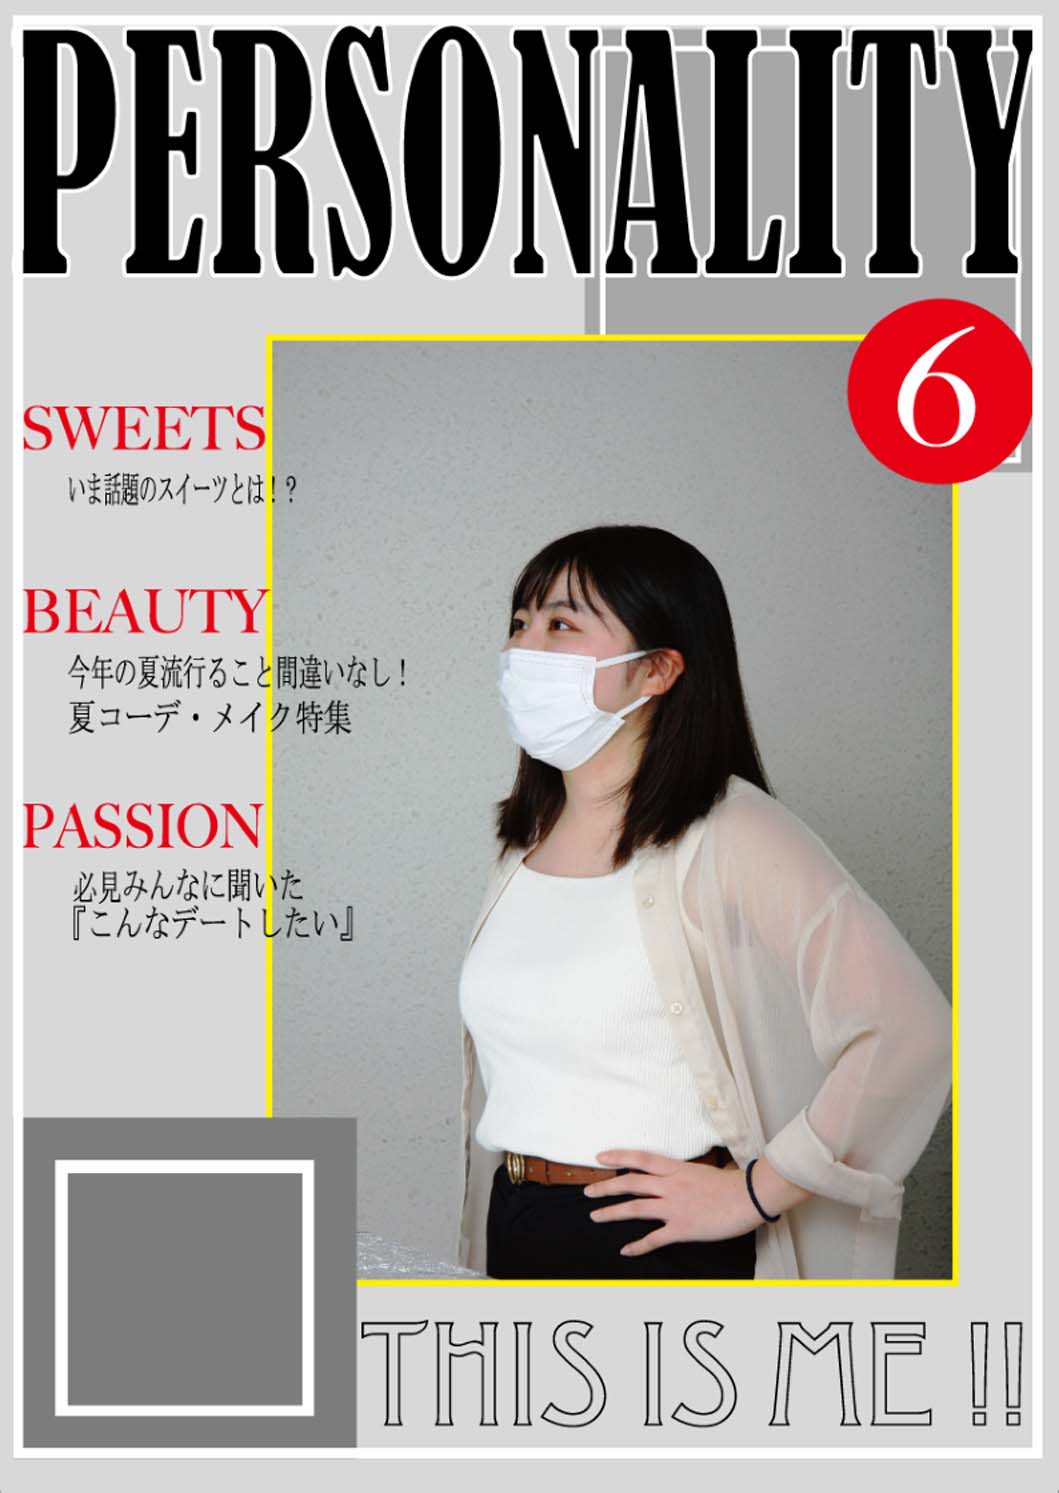 PERSONALITY
6
SWEETS
いま話題のスイーツとは！？
BEAUTY
今年の夏流行ること間違いなし！
夏コーデ・メイク特集
PASSION
必見みんなに聞いた
『こんなデートしたい』
THIS IS ME !!